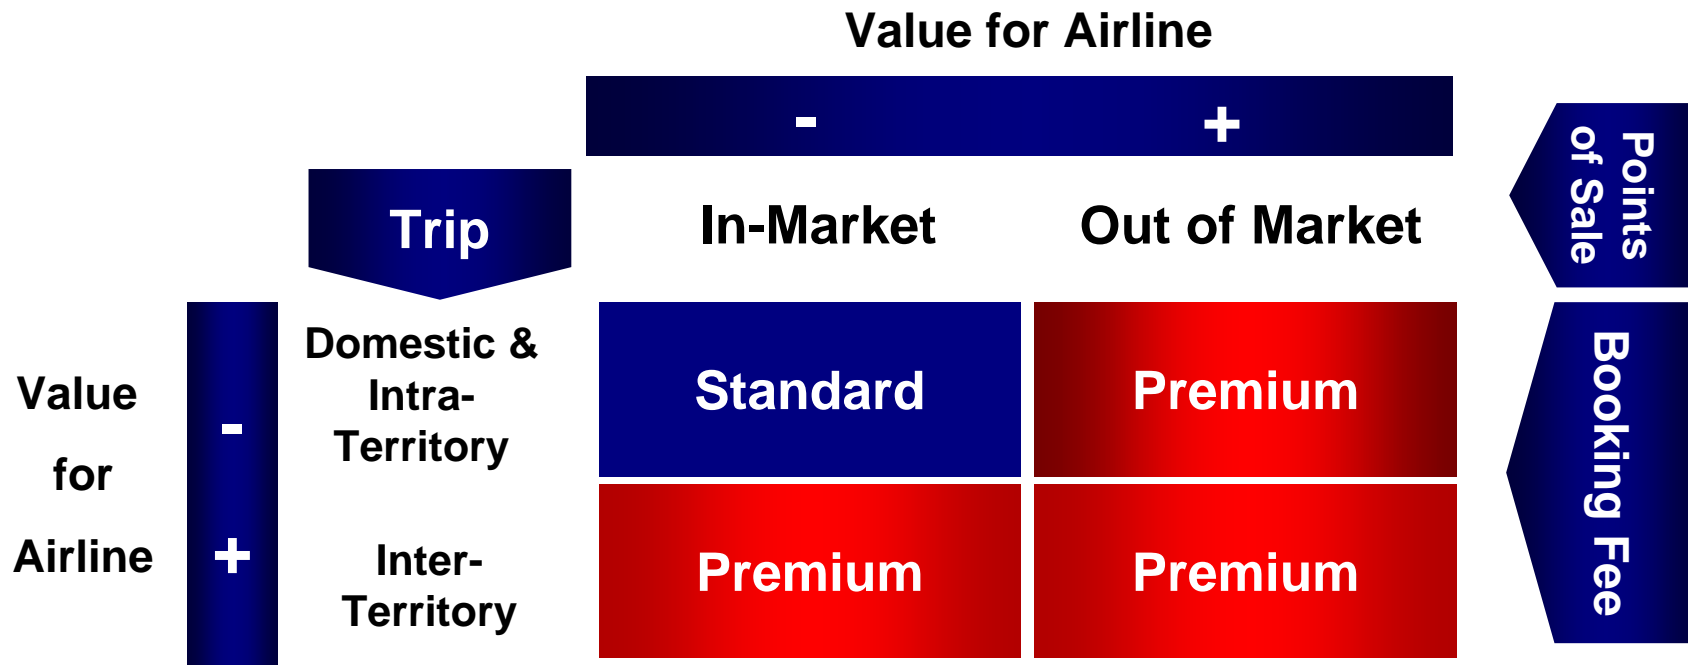 Value for Airline
- +
Points
of Sale
Trip
In-Market Out of Market
Domestic &
Intra-
Territory
Standard Premium
Booking Fee
Value
for
Airline
-
+
Inter-
Territory
Premium Premium